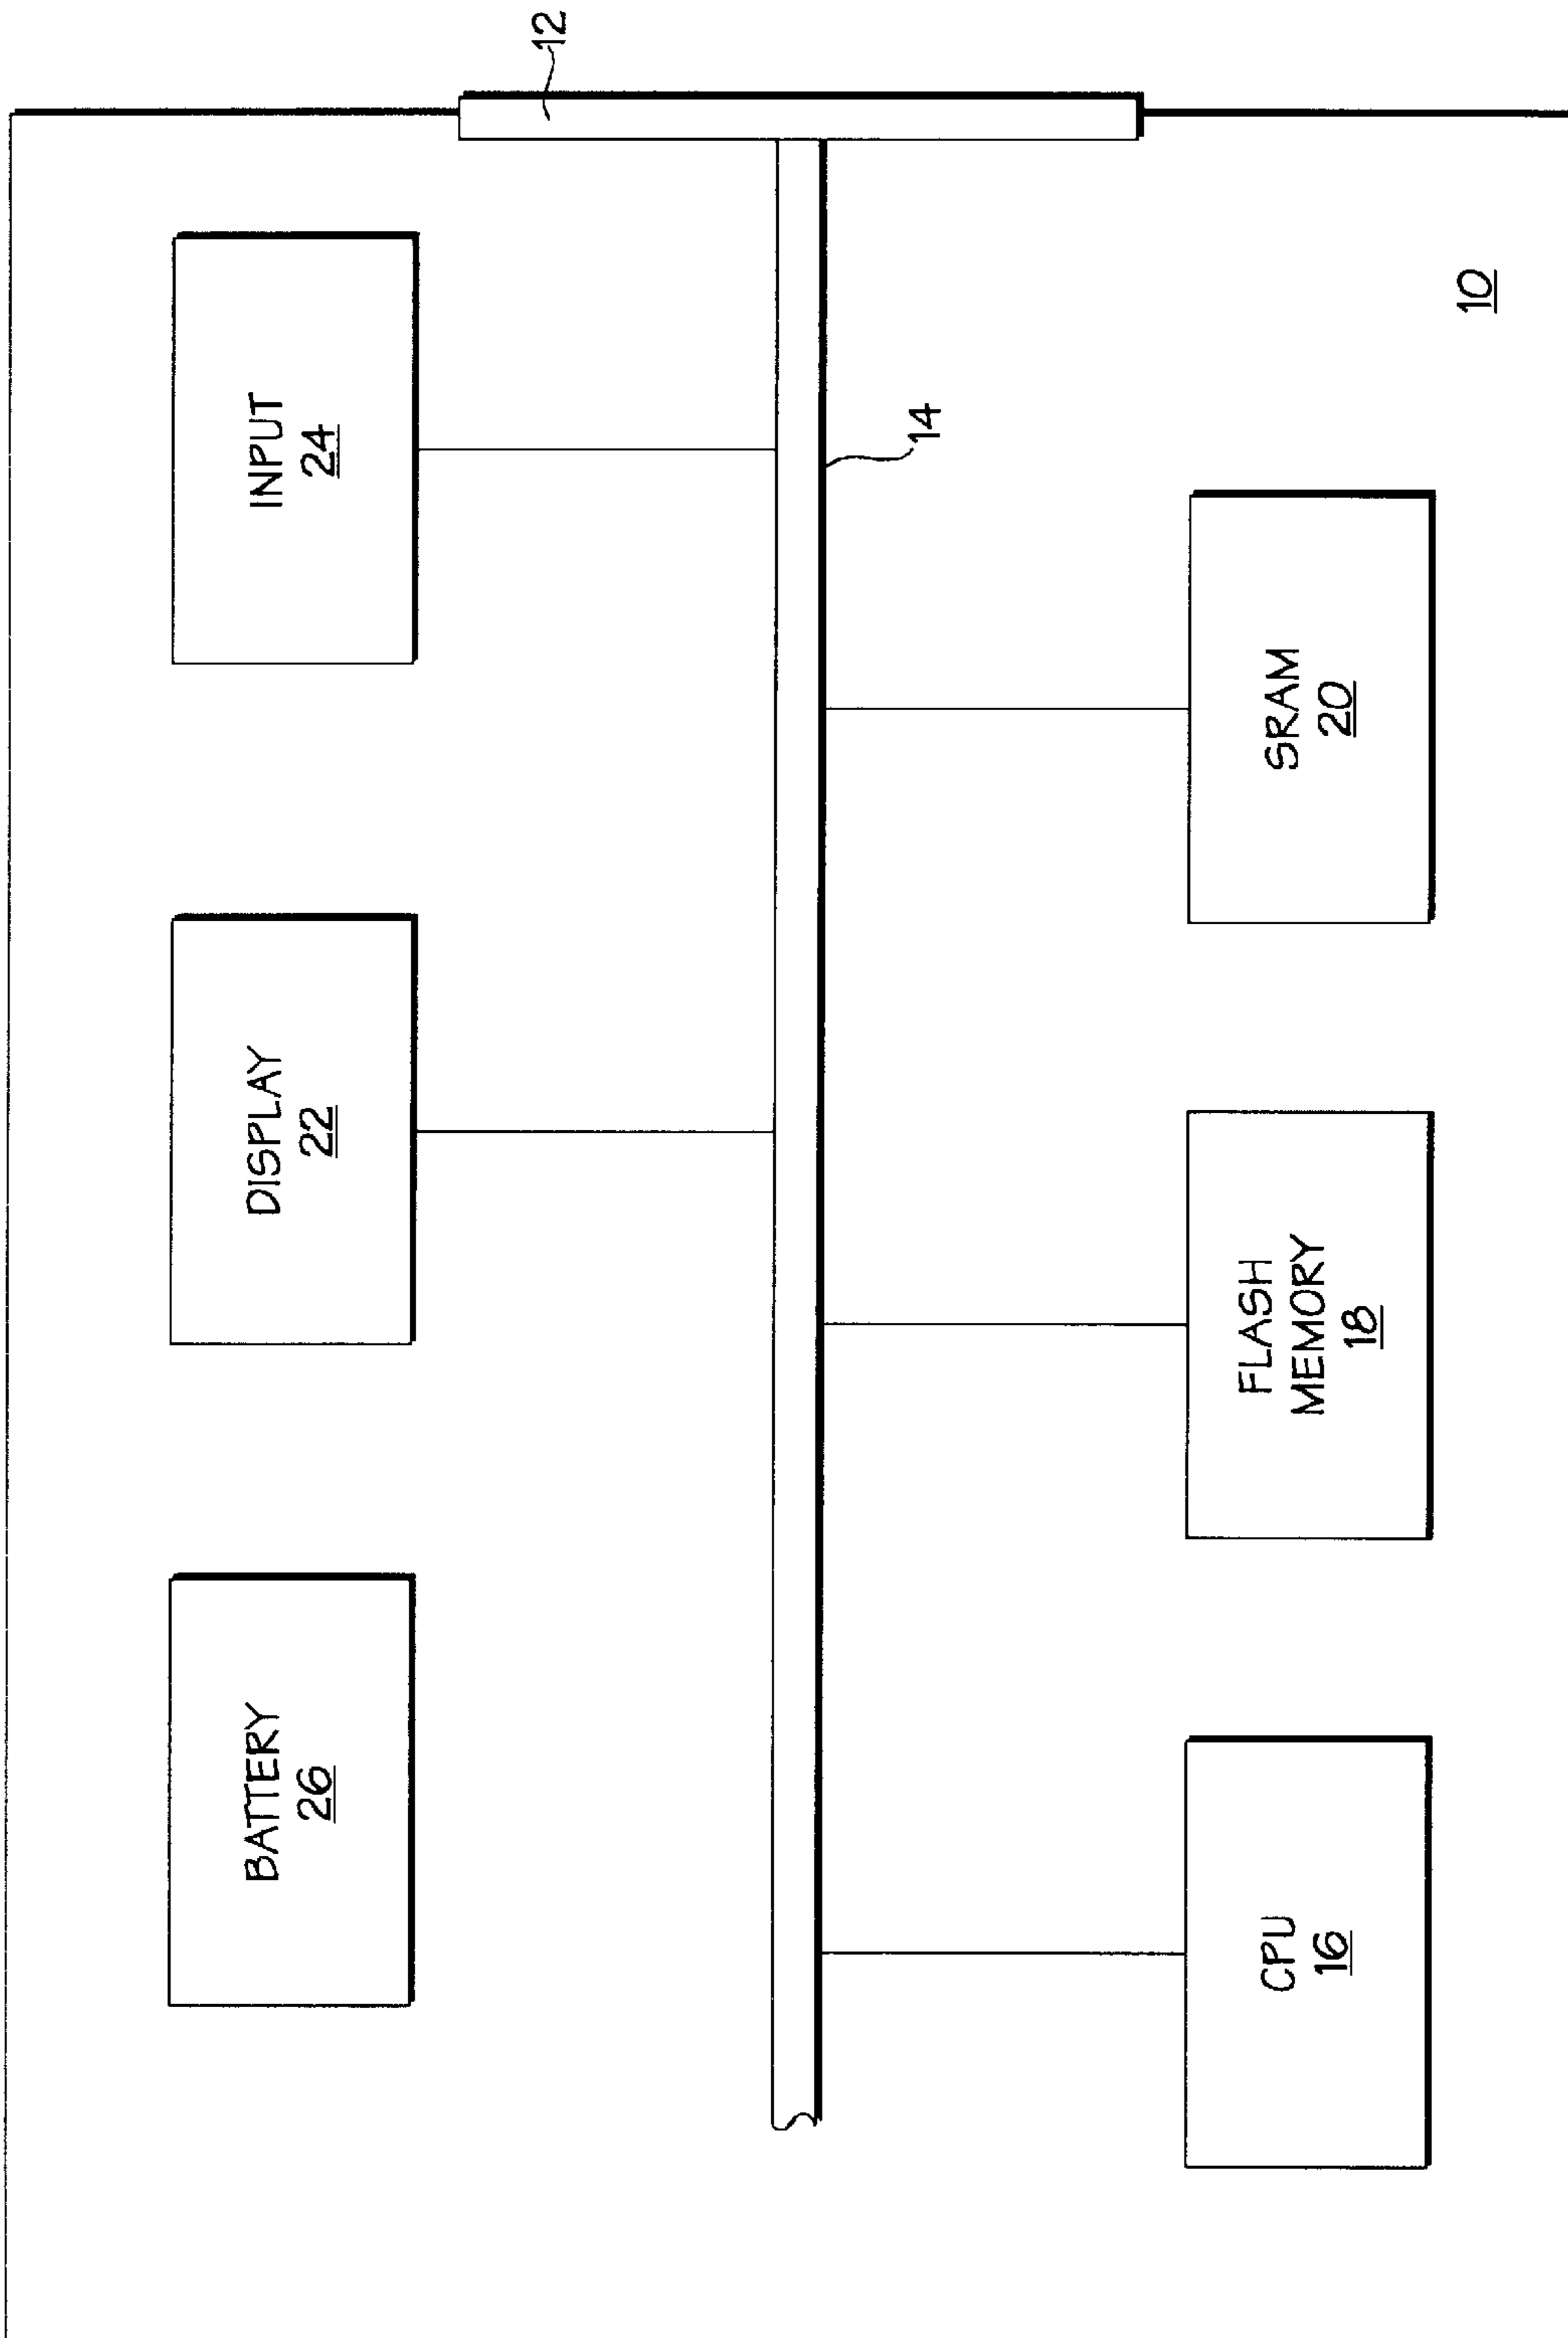 BATTERY
26
DISPLAY
22
INPUT
24
12
14
CPU
16
FLASH
MEMORY
18
SRAM
20
10